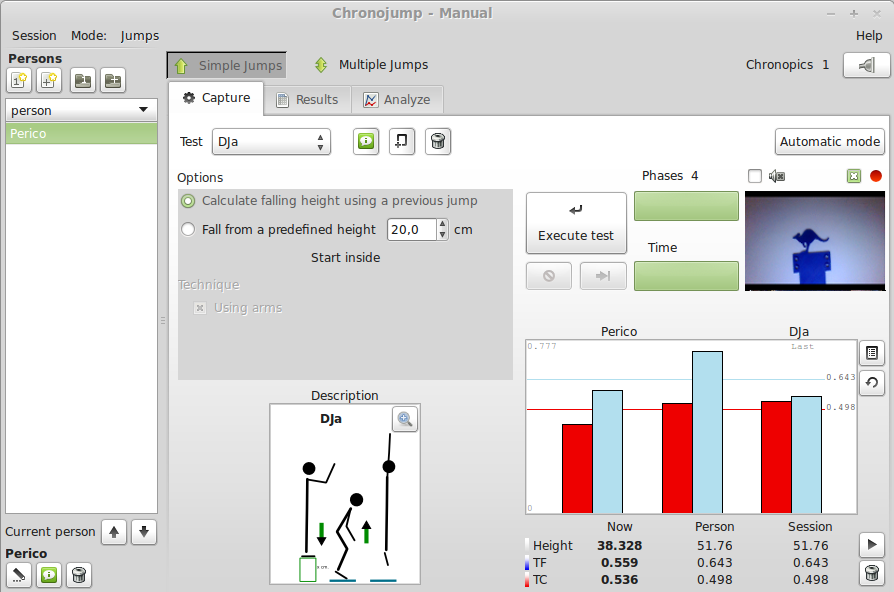 Chronojump - Manual
Session Mode: Jumps Help
Persons
person
Perico
Simple Jumps Multiple Jumps Chronopics 1
Capture Results Analyze
Test DJa Automatic mode
Options
Calculate falling height using a previous jump
Fall from a predefined height 20,0 cm
Start inside
Technique
Using arms
Phases 4
Execute test
Time
Description
DJa
Perico DJa
0.777 Last
0.643
0.498
0
Now Person Session
Height 38.328 51.76 51.76
TF 0.559 0.643 0.643
TC 0.536 0.498 0.498
Current person
Perico